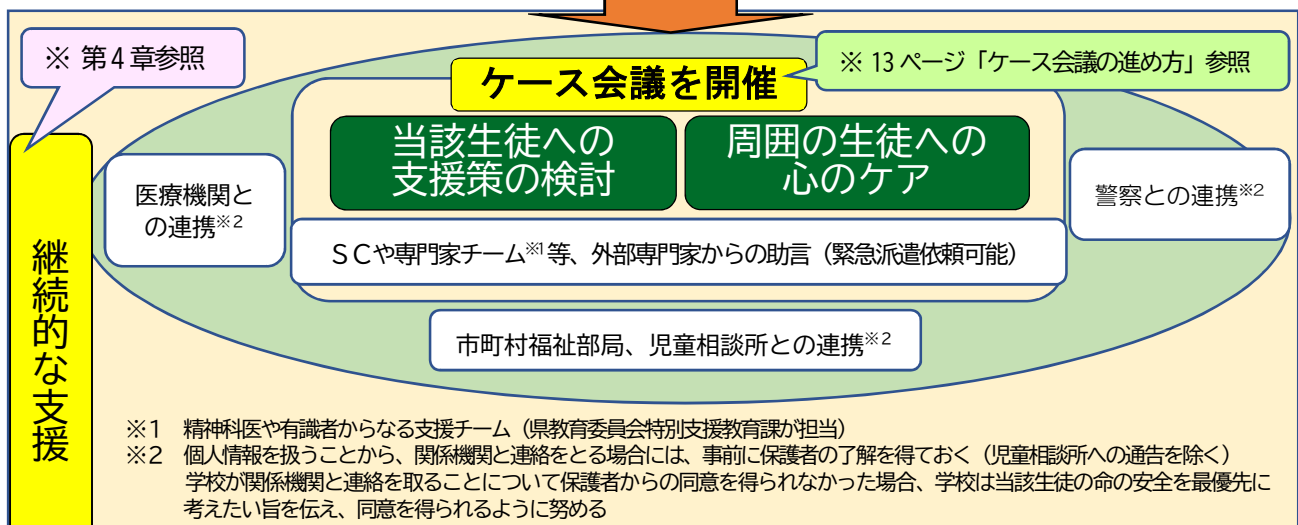 ※ 第4章参照
※ 13ページ「ケース会議の進め方」参照
ケース会議を開催
当該生徒への
支援策の検討
周囲の生徒への
心のケア
医療機関と
の連携※2
警察との連携※2
SCや専門家チーム※1等、外部専門家からの助言（緊急派遣依頼可能）
市町村福祉部局、児童相談所との連携※2
継続的な支援
※1 精神科医や有識者からなる支援チーム（県教育委員会特別支援教育課が担当）
※2 個人情報を扱うことから、関係機関と連絡をとる場合には、事前に保護者の了解を得ておく（児童相談所への通告を除く）
学校が関係機関と連絡を取ることについて保護者からの同意を得られなかった場合、学校は当該生徒の命の安全を最優先に
考えたい旨を伝え、同意を得られるように努める